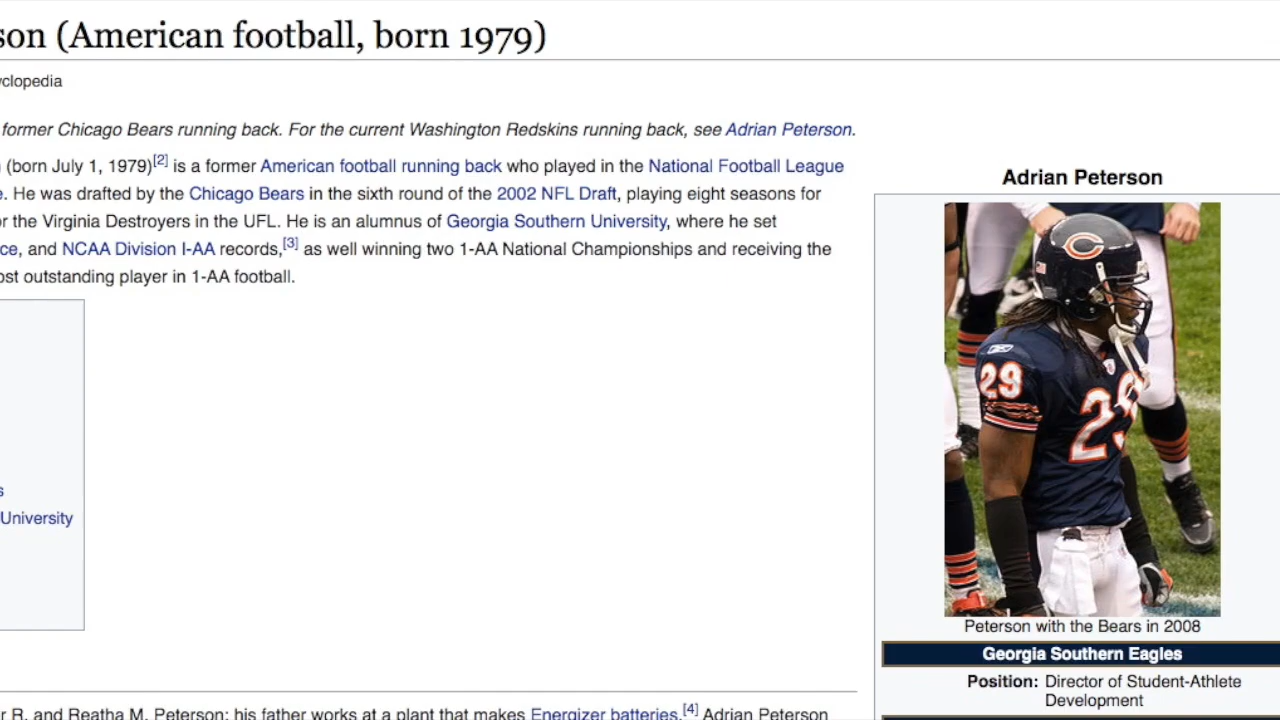 son (American football, born 1979)
yclopedia
former Chicago Bears running back. For the current Washington Redskins running back, see Adrian Peterson.
(born July 1, 1979)[2] is a former American football running back who played in the National Football League
e. He was drafted by the Chicago Bears in the sixth round of the 2002 NFL Draft, playing eight seasons for
or the Virginia Destroyers in the UFL. He is an alumnus of Georgia Southern University, where he set
ce, and NCAA Division I-AA records,[3] as well winning two 1-AA National Championships and receiving the
ost outstanding player in 1-AA football.
s
University
r R. and Reatha M. Peterson; his father works at a plant that makes Energizer batteries.[4] Adrian Peterson
Adrian Peterson
29
29
Peterson with the Bears in 2008
Georgia Southern Eagles
Position: Director of Student-Athlete
Development